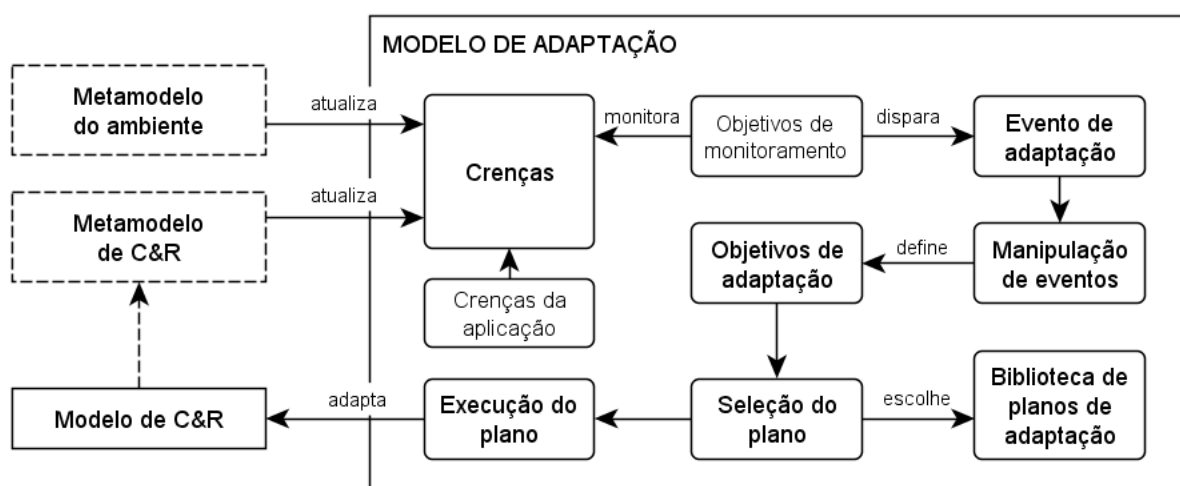 MODELO DE ADAPTAÇÃO
Metamodelo
do ambiente
atualiza
Crenças
monitora
Objetivos de
monitoramento
dispara
Evento de
adaptação
Metamodelo
de C&R
atualiza
Objetivos de
adaptação
define
Manipulação
de eventos
Crenças da
aplicação
Modelo de C&R
adapta
Execução do
plano
Seleção do
plano
escolhe
Biblioteca de
planos de
adaptação